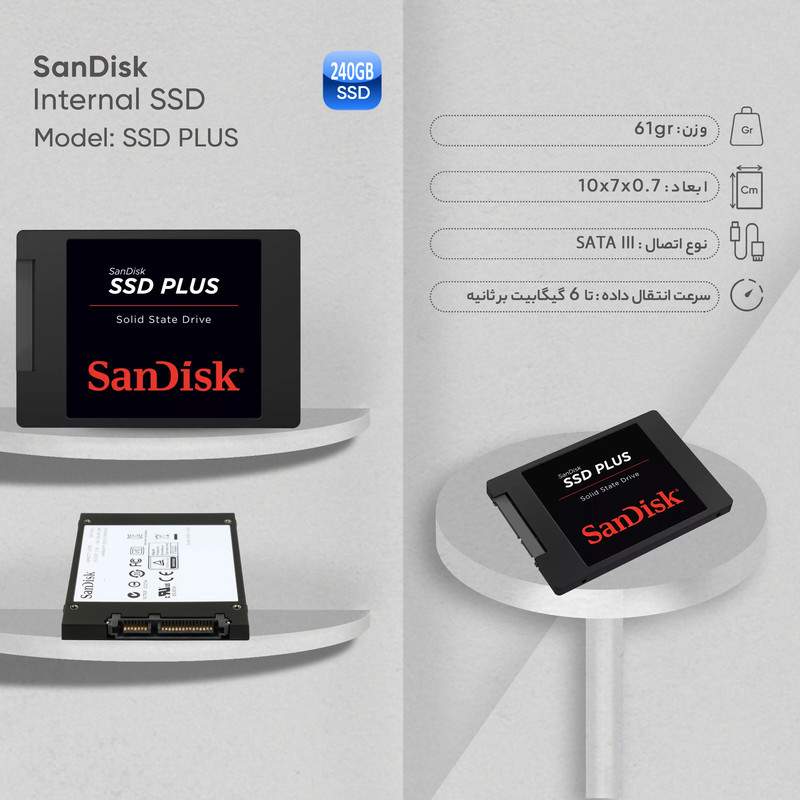 SanDisk
Internal SSD
Model: SSD PLUS
240GB
SSD
SanDisk
SSD PLUS
Solid State Drive
SanDisk
SanDisk
وزن: 61gr
Gr
ابعاد: 10x7x0.7
Cm
نوع اتصال: SATA III
سرعت انتقال داده: تا 6 گیگابیت بر ثانیه
SanDisk
SSD PLUS
Solid State Drive
SanDisk